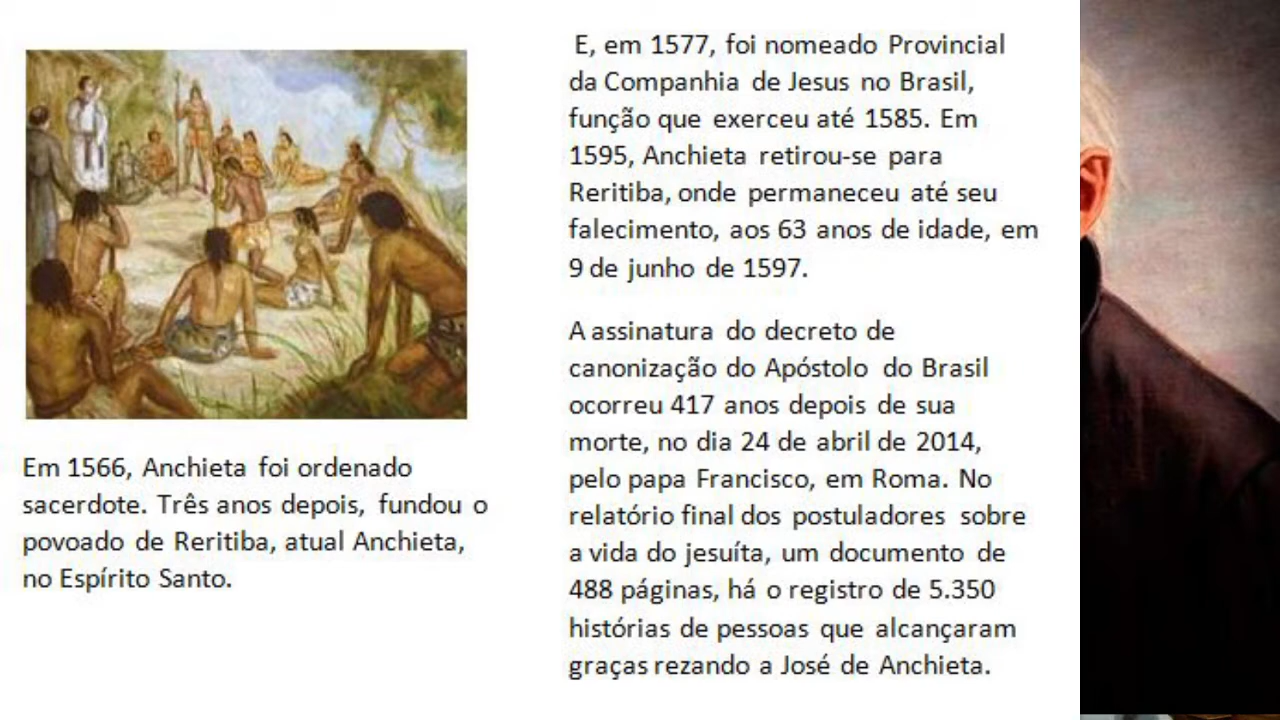 Em 1566, Anchieta foi ordenado
sacerdote. Três anos depois, fundou o
povoado de Reritiba, atual Anchieta,
no Espírito Santo.
E, em 1577, foi nomeado Provincial
da Companhia de Jesus no Brasil,
função que exerceu até 1585. Em
1595, Anchieta retirou-se para
Reritiba, onde permaneceu até seu
falecimento, aos 63 anos de idade, em
9 de junho de 1597.
A assinatura do decreto de
canonização do Apóstolo do Brasil
ocorreu 417 anos depois de sua
morte, no dia 24 de abril de 2014,
pelo papa Francisco, em Roma. No
relatório final dos postuladores sobre
a vida do jesuíta, um documento de
488 páginas, há o registro de 5.350
histórias de pessoas que alcançaram
graças rezando a José de Anchieta.